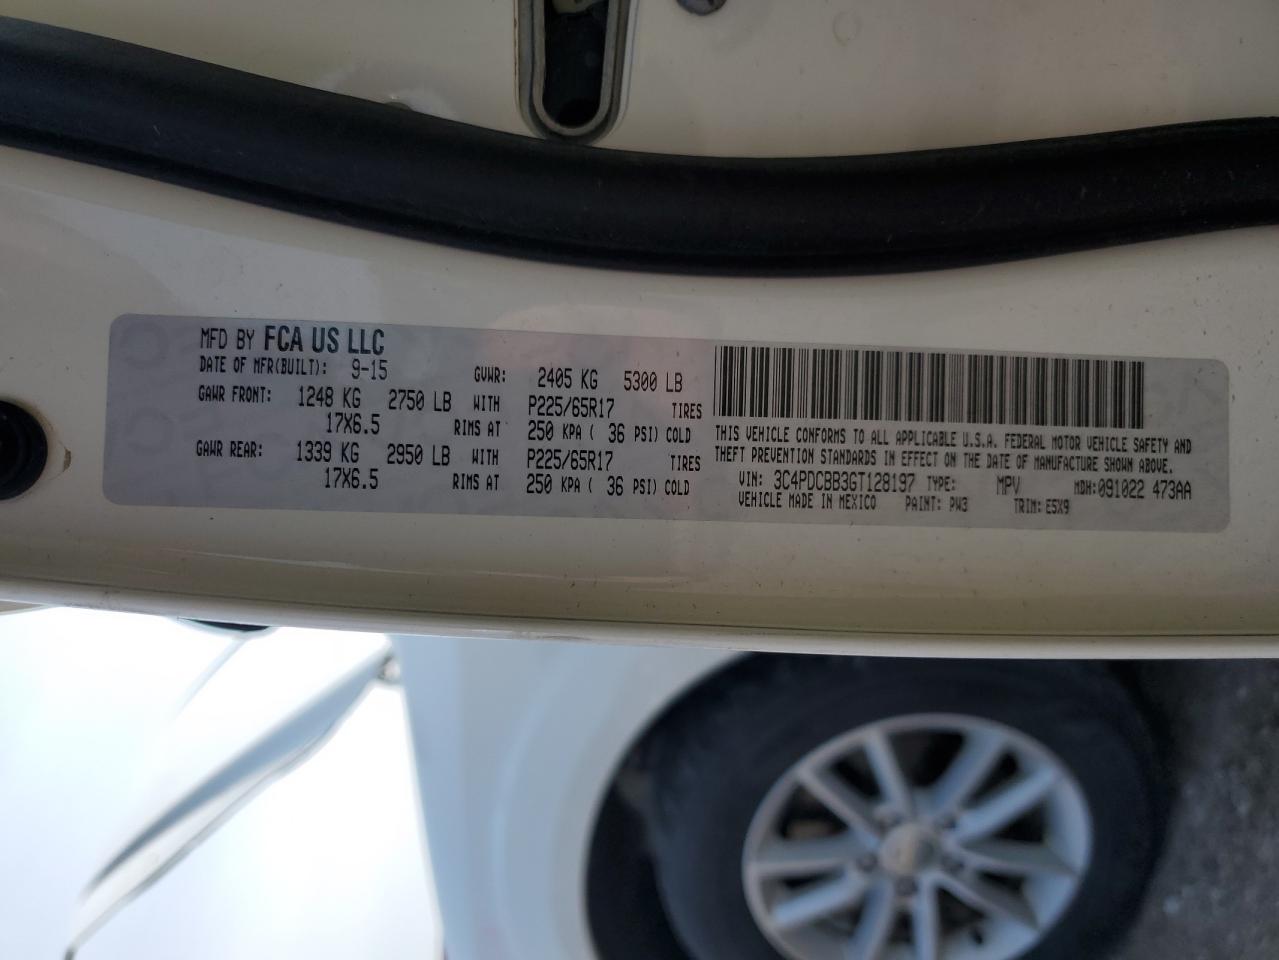 MFD BY FCA US LLC
DATE OF MFR(BUILT): 9-15 GVWR: 2405 KG 5300 LB
GAWR FRONT: 1248 KG 2750 LB WITH P225/65R17 TIRES
17X6.5 RIMS AT 250 KPA ( 36 PSI) COLD
GAWR REAR: 1339 KG 2950 LB WITH P225/65R17 TIRES
17X6.5 RIMS AT 250 KPA ( 36 PSI) COLD
THIS VEHICLE CONFORMS TO ALL APPLICABLE U.S.A. FEDERAL MOTOR VEHICLE SAFETY AND
THEFT PREVENTION STANDARDS IN EFFECT ON THE DATE OF MANUFACTURE SHOWN ABOVE.
VIN: 3C4PDCBB3GT128197 TYPE: MPV MDH:091022 473AA
VEHICLE MADE IN MEXICO PAINT: PW3 TRIM: E5X9